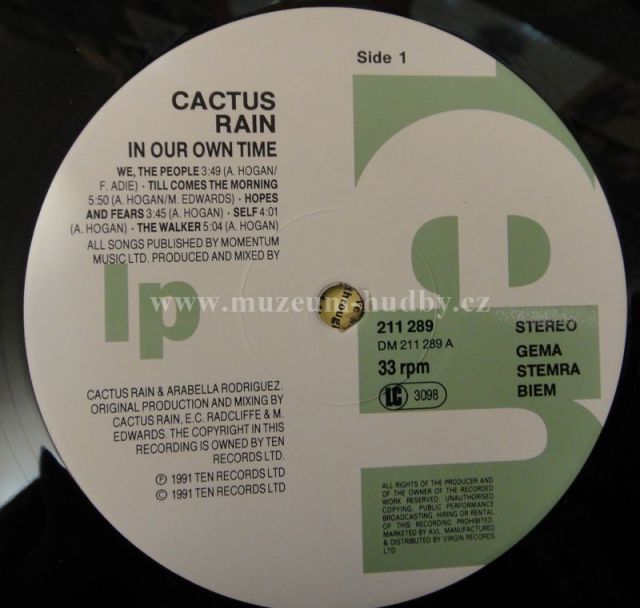 Side 1
CACTUS
RAIN
IN OUR OWN TIME
WE, THE PEOPLE 3:49 (A. HOGAN/
F. ADIE) · TILL COMES THE MORNING
5:50 (A. HOGAN/M. EDWARDS) · HOPES
AND FEARS 3:45 (A. HOGAN) · SELF 4:01
(A. HOGAN) · THE WALKER 5:04 (A. HOGAN)
ALL SONGS PUBLISHED BY MOMENTUM
MUSIC LTD. PRODUCED AND MIXED BY
lp
www.muzeum-hudby.cz
through
211 289
DM 211 289 A
33 rpm
LC 3098
STEREO
GEMA
STEMRA
BIEM
CACTUS RAIN & ARABELLA RODRIGUEZ.
ORIGINAL PRODUCTION AND MIXING BY
CACTUS RAIN, E.C. RADCLIFFE & M.
EDWARDS. THE COPYRIGHT IN THIS
RECORDING IS OWNED BY TEN
RECORDS LTD.
℗ 1991 TEN RECORDS LTD
© 1991 TEN RECORDS LTD
ALL RIGHTS OF THE PRODUCER AND
OF THE OWNER OF THE RECORDED
WORK RESERVED. UNAUTHORISED
COPYING, PUBLIC PERFORMANCE
BROADCASTING, HIRING OR RENTAL
OF THIS RECORDING PROHIBITED.
MARKETED BY AVL. MANUFACTURED
& DISTRIBUTED BY VIRGIN RECORDS
LTD.
ten